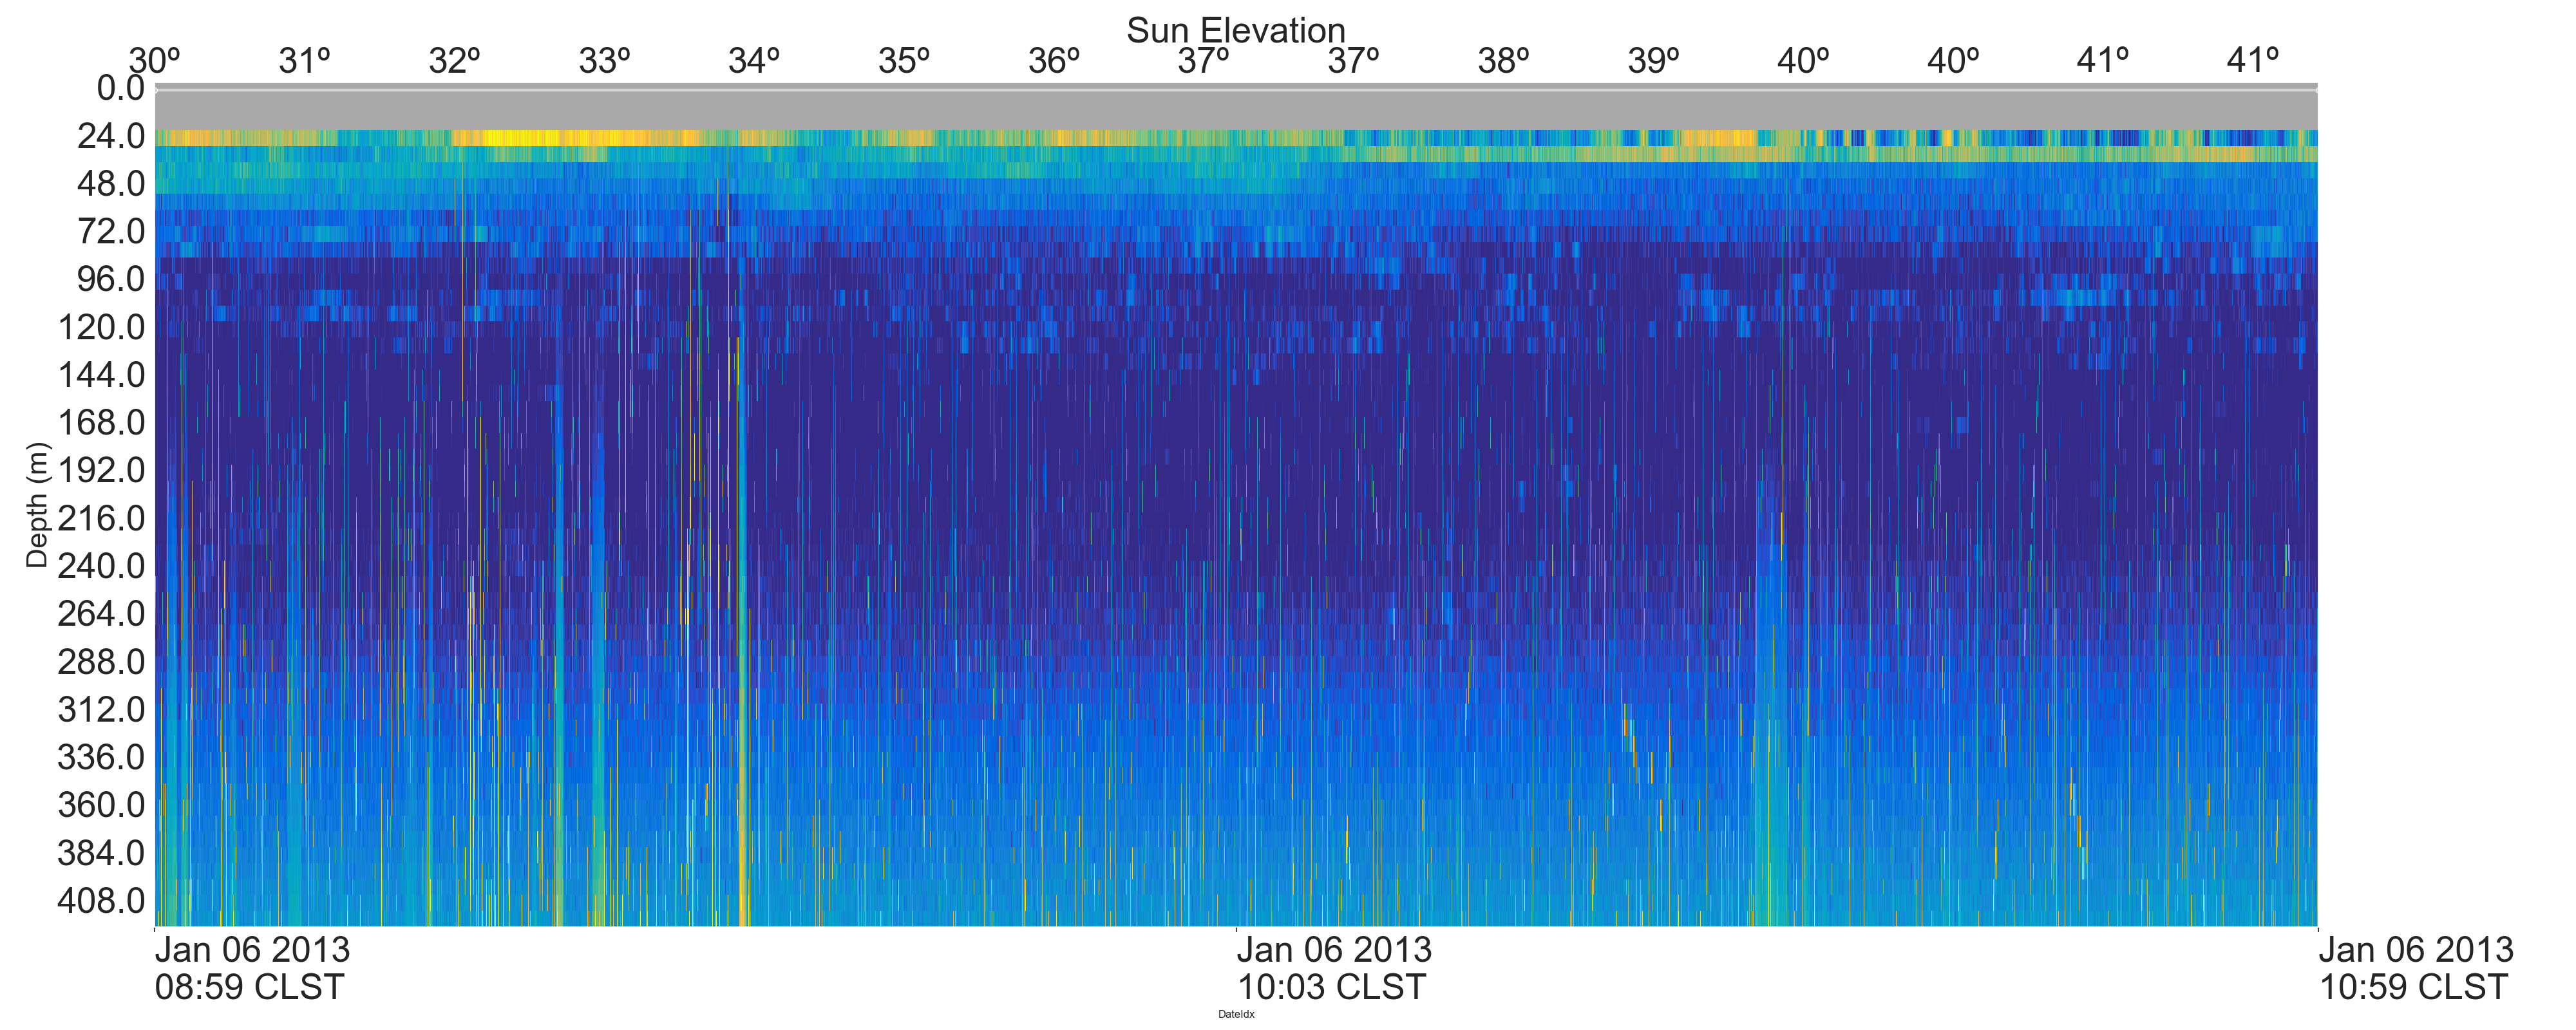 Sun Elevation
30º 31º 32º 33º 34º 35º 36º 37º 37º 38º 39º 40º 40º 41º 41º
0.0
24.0
48.0
72.0
96.0
120.0
144.0
168.0
192.0
216.0
240.0
264.0
288.0
312.0
336.0
360.0
384.0
408.0
Depth (m)
Jan 06 2013
08:59 CLST
Jan 06 2013
10:03 CLST
Jan 06 2013
10:59 CLST
DateIdx